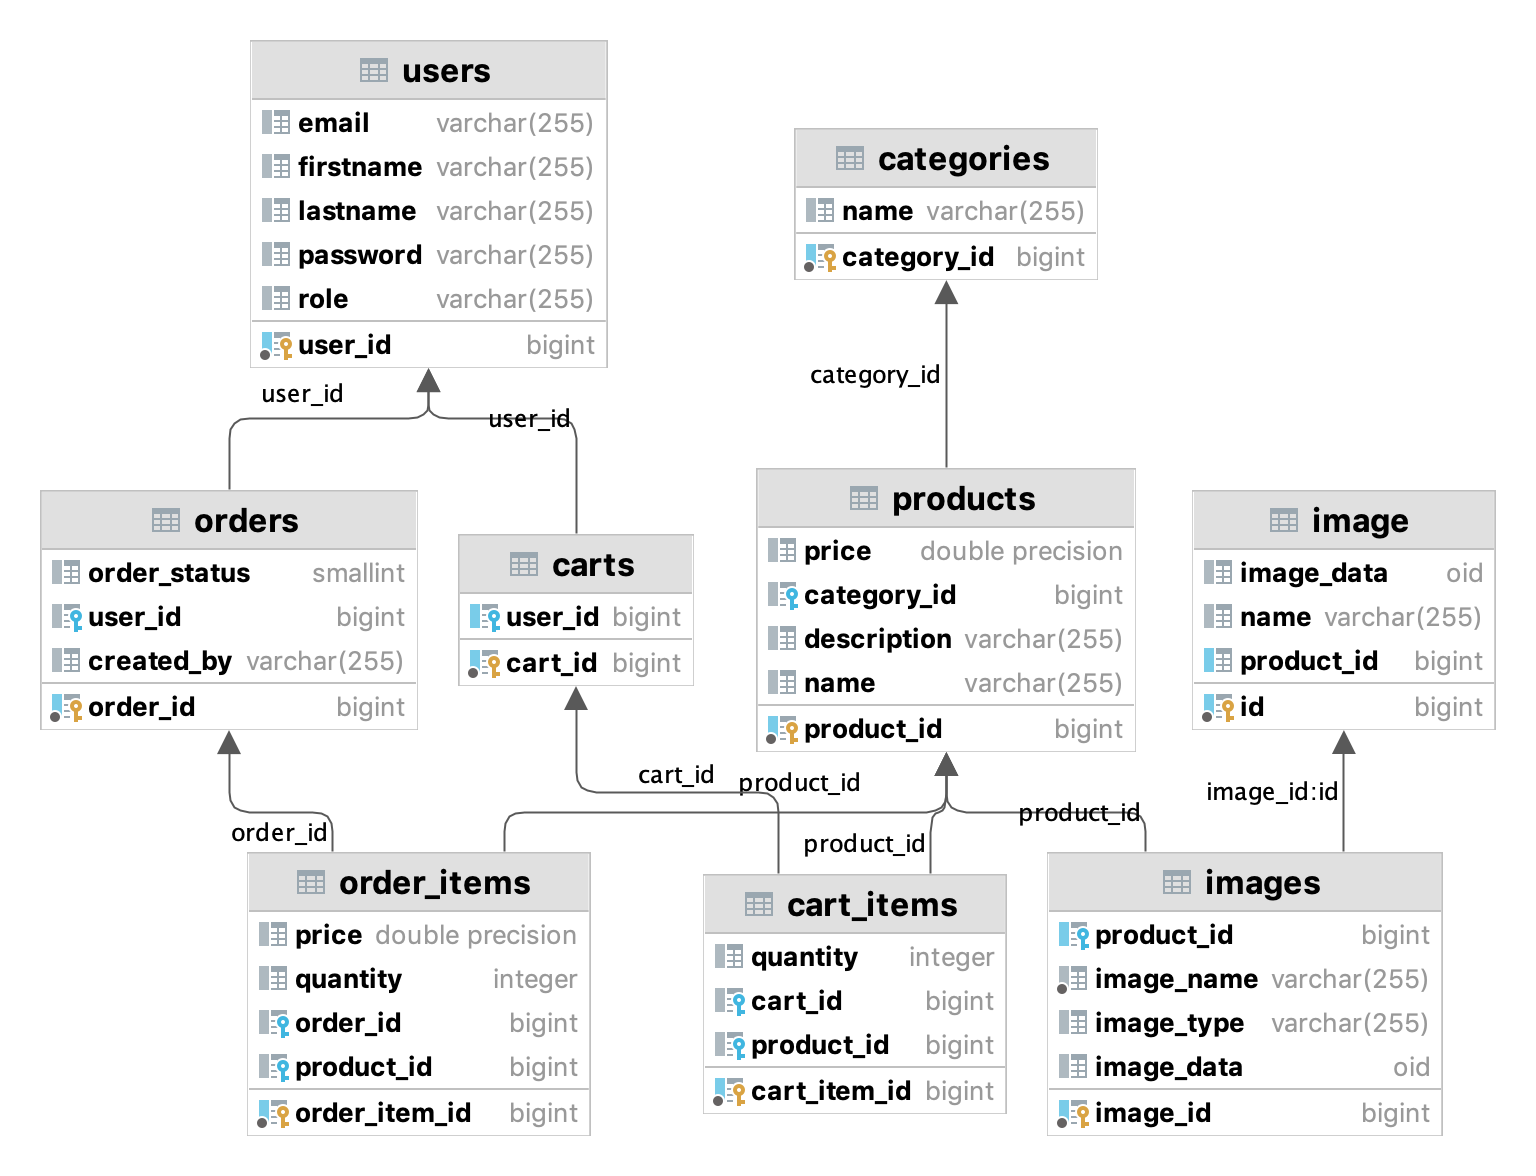 users
email varchar(255)
firstname varchar(255)
lastname varchar(255)
password varchar(255)
role varchar(255)
user_id bigint
categories
name varchar(255)
category_id bigint
category_id
user_id
user_id
orders
order_status smallint
user_id bigint
created_by varchar(255)
order_id bigint
carts
user_id bigint
cart_id bigint
products
price double precision
category_id bigint
description varchar(255)
name varchar(255)
product_id bigint
image
image_data oid
name varchar(255)
product_id bigint
id bigint
order_id
cart_id
product_id
product_id
product_id
image_id:id
order_items
price double precision
quantity integer
order_id bigint
product_id bigint
order_item_id bigint
cart_items
quantity integer
cart_id bigint
product_id bigint
cart_item_id bigint
images
product_id bigint
image_name varchar(255)
image_type varchar(255)
image_data oid
image_id bigint